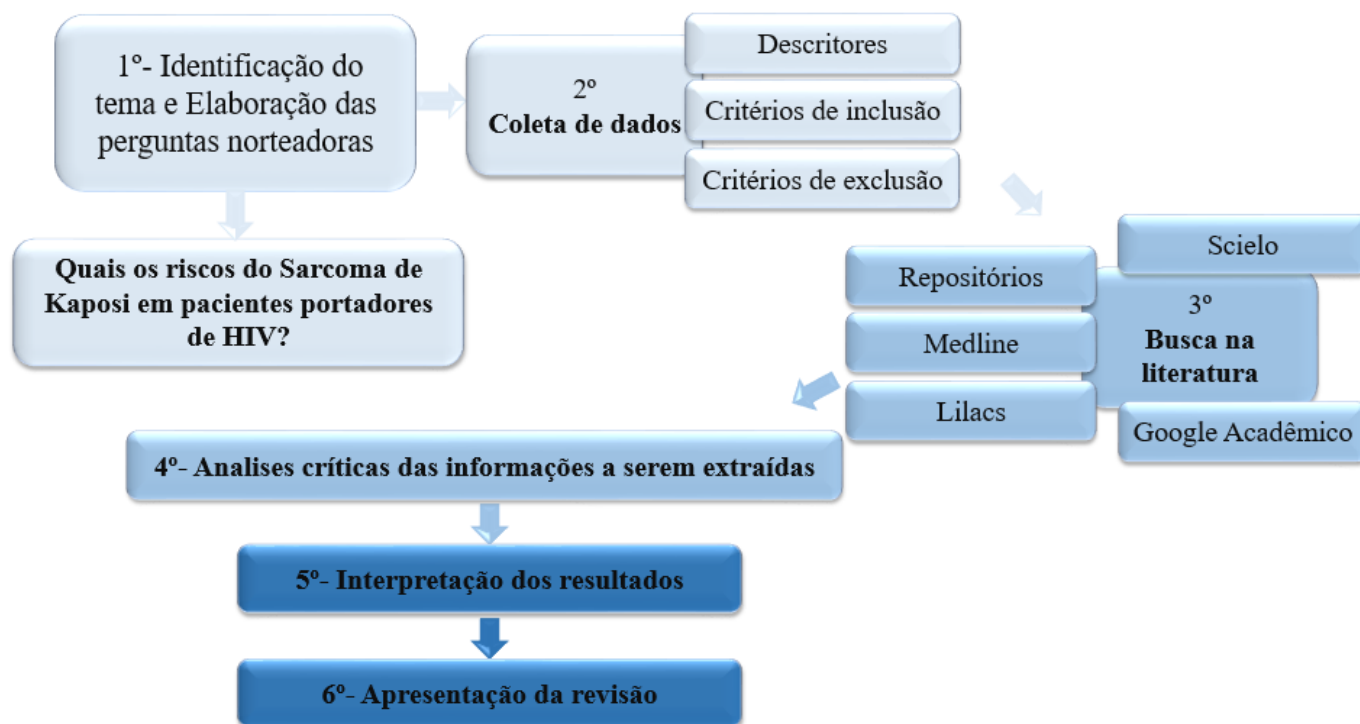 1º- Identificação do
tema e Elaboração das
perguntas norteadoras
Quais os riscos do Sarcoma de
Kaposi em pacientes portadores
de HIV?
2º
Coleta de dados
Descritores
Critérios de inclusão
Critérios de exclusão
3º
Busca na
literatura
Scielo
Repositórios
Medline
Lilacs
Google Acadêmico
4º- Analises críticas das informações a serem extraídas
5º- Interpretação dos resultados
6º- Apresentação da revisão